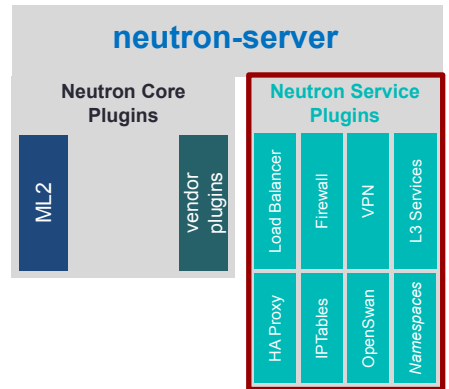 neutron-server
Neutron Core
Plugins
Neutron Service
Plugins
ML2
vendor
plugins
Load Balancer
Firewall
VPN
L3 Services
HA Proxy
IPTables
OpenSwan
Namespaces